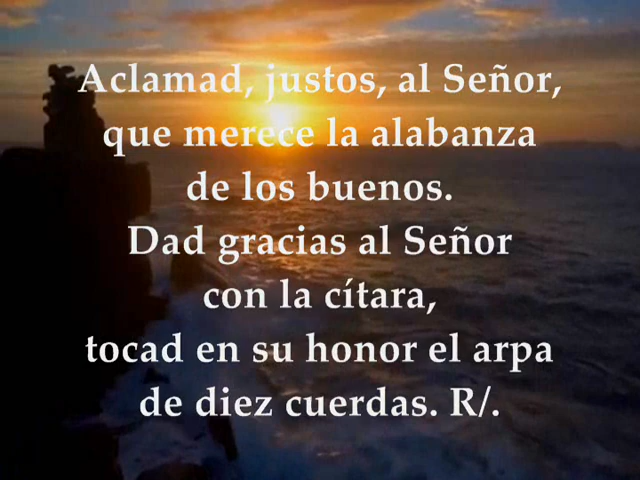 Aclamad, justos, al Señor,
que merece la alabanza
de los buenos.
Dad gracias al Señor
con la cítara,
tocad en su honor el arpa
de diez cuerdas. R/.